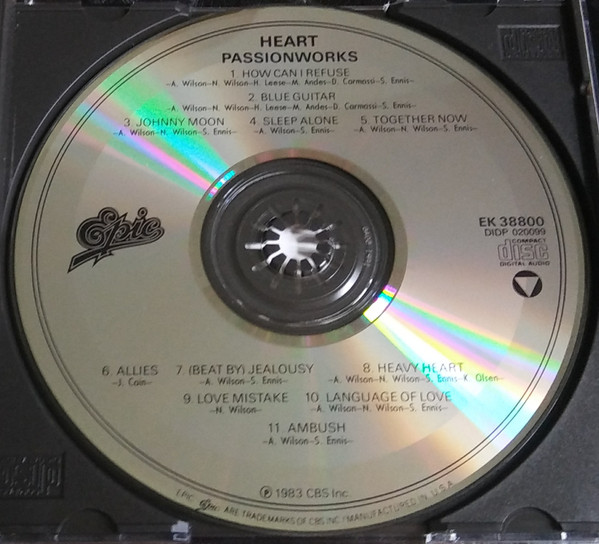 HEART
PASSIONWORKS
1. HOW CAN I REFUSE
–A. Wilson–N. Wilson–H. Leese–M. Andes–D. Carmassi–S. Ennis–
2. BLUE GUITAR
–A. Wilson–N. Wilson–H. Leese–M. Andes–D. Carmassi–S. Ennis–
3. JOHNNY MOON 4. SLEEP ALONE 5. TOGETHER NOW
–A. Wilson–N. Wilson–S. Ennis– –A. Wilson–N. Wilson–S. Ennis– –A. Wilson–N. Wilson–S. Ennis–
Epic
EK 38800
DIDP 020099
COMPACT
disc
DIGITAL AUDIO
6. ALLIES 7. (BEAT BY) JEALOUSY 8. HEAVY HEART
–J. Cain– –A. Wilson–S. Ennis– –A. Wilson–N. Wilson–S. Ennis–K. Olsen–
9. LOVE MISTAKE 10. LANGUAGE OF LOVE
–N. Wilson– –A. Wilson–N. Wilson–S. Ennis–
11. AMBUSH
–A. Wilson–S. Ennis–
℗ 1983 CBS Inc.
EPIC, Epic ARE TRADEMARKS OF CBS INC. / MANUFACTURED IN U.S.A.